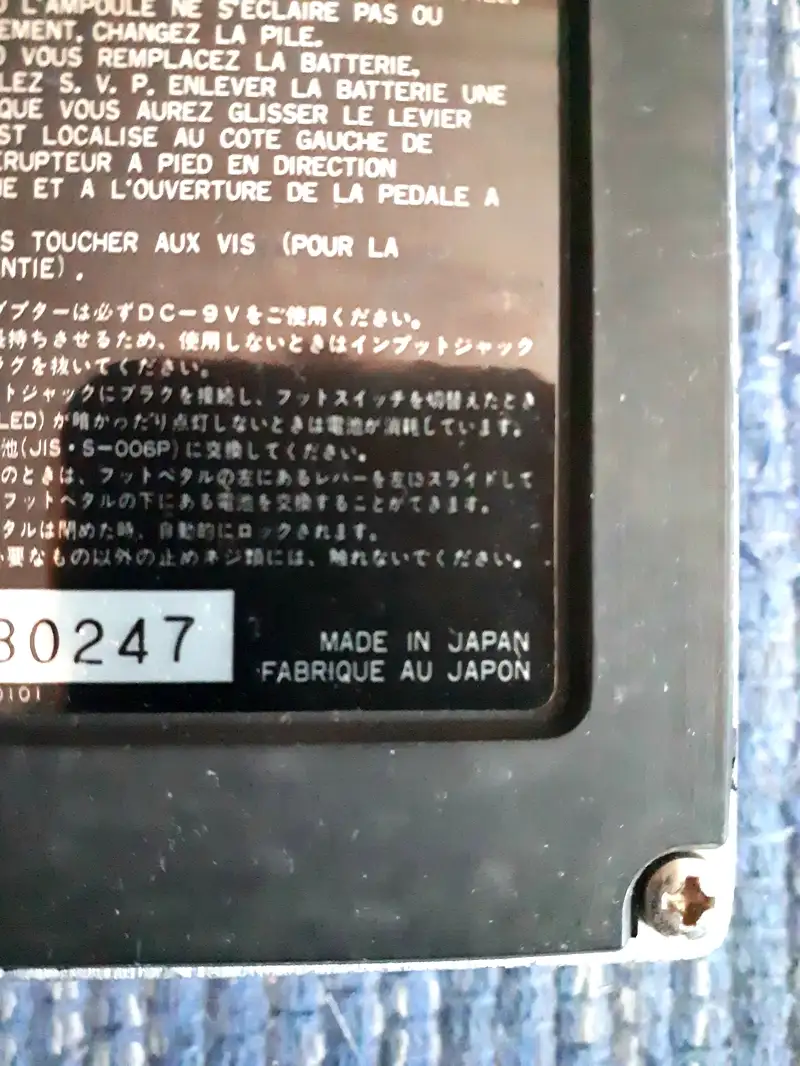 L'AMPOULE NE S'ECLAIRE PAS OU
EMENT, CHANGEZ LA PILE.
VOUS REMPLACEZ LA BATTERIE,
LEZ S. V. P. ENLEVER LA BATTERIE UNE
QUE VOUS AUREZ GLISSER LE LEVIER
ST LOCALISE AU COTE GAUCHE DE
RUPTEUR A PIED EN DIRECTION
E ET A L'OUVERTURE DE LA PEDALE A
S TOUCHER AUX VIS (POUR LA
NTIE).
プターは必ずDC−9Vをご使用ください。
持ちさせるため、使用しないときはインプットジャック
ラグを抜いてください。
トジャックにプラグを接続し、フットスイッチを切替えたとき
LED)が暗かったり点灯しないときは電池が消耗しています。
池(JIS・S−006P)に交換してください。
のときは、フットペタルの左にあるレバーを左にスライドして
フットペタルの下にある電池を交換することができます。
タルは閉めた時、自動的にロックされます。
要なもの以外の止めネジ類には、触れないでください。
80247
MADE IN JAPAN
FABRIQUE AU JAPON
0101